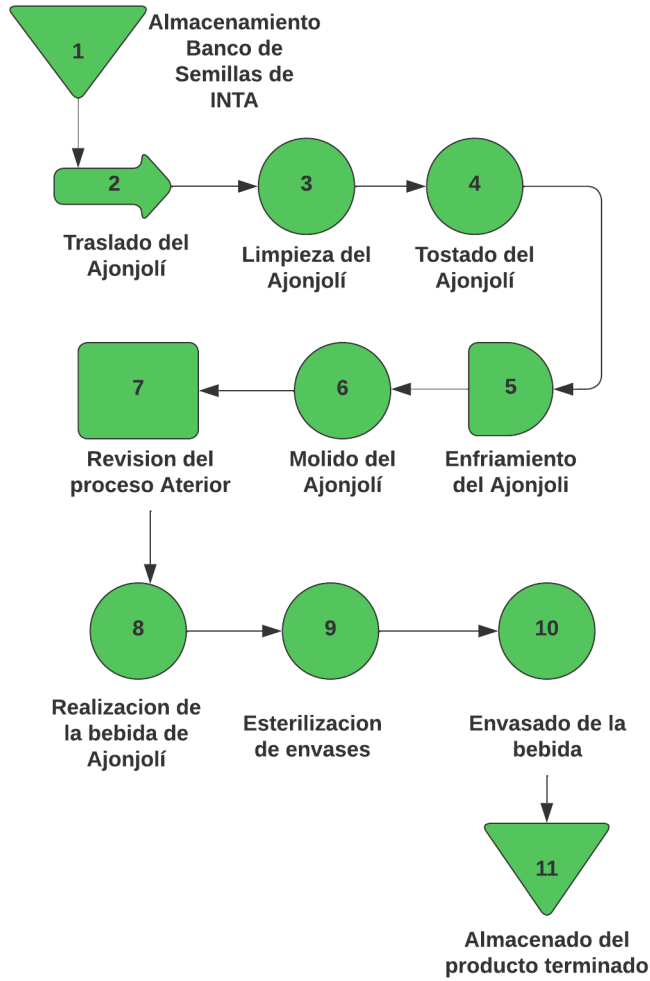 1
Almacenamiento
Banco de
Semillas de
INTA
2
3
4
Traslado del
Ajonjolí
Limpieza del
Ajonjolí
Tostado del
Ajonjolí
7
6
5
Revision del
proceso Aterior
Molido del
Ajonjolí
Enfriamiento
del Ajonjoli
8
9
10
Realizacion de
la bebida de
Ajonjolí
Esterilizacion
de envases
Envasado de la
bebida
11
Almacenado del
producto terminado